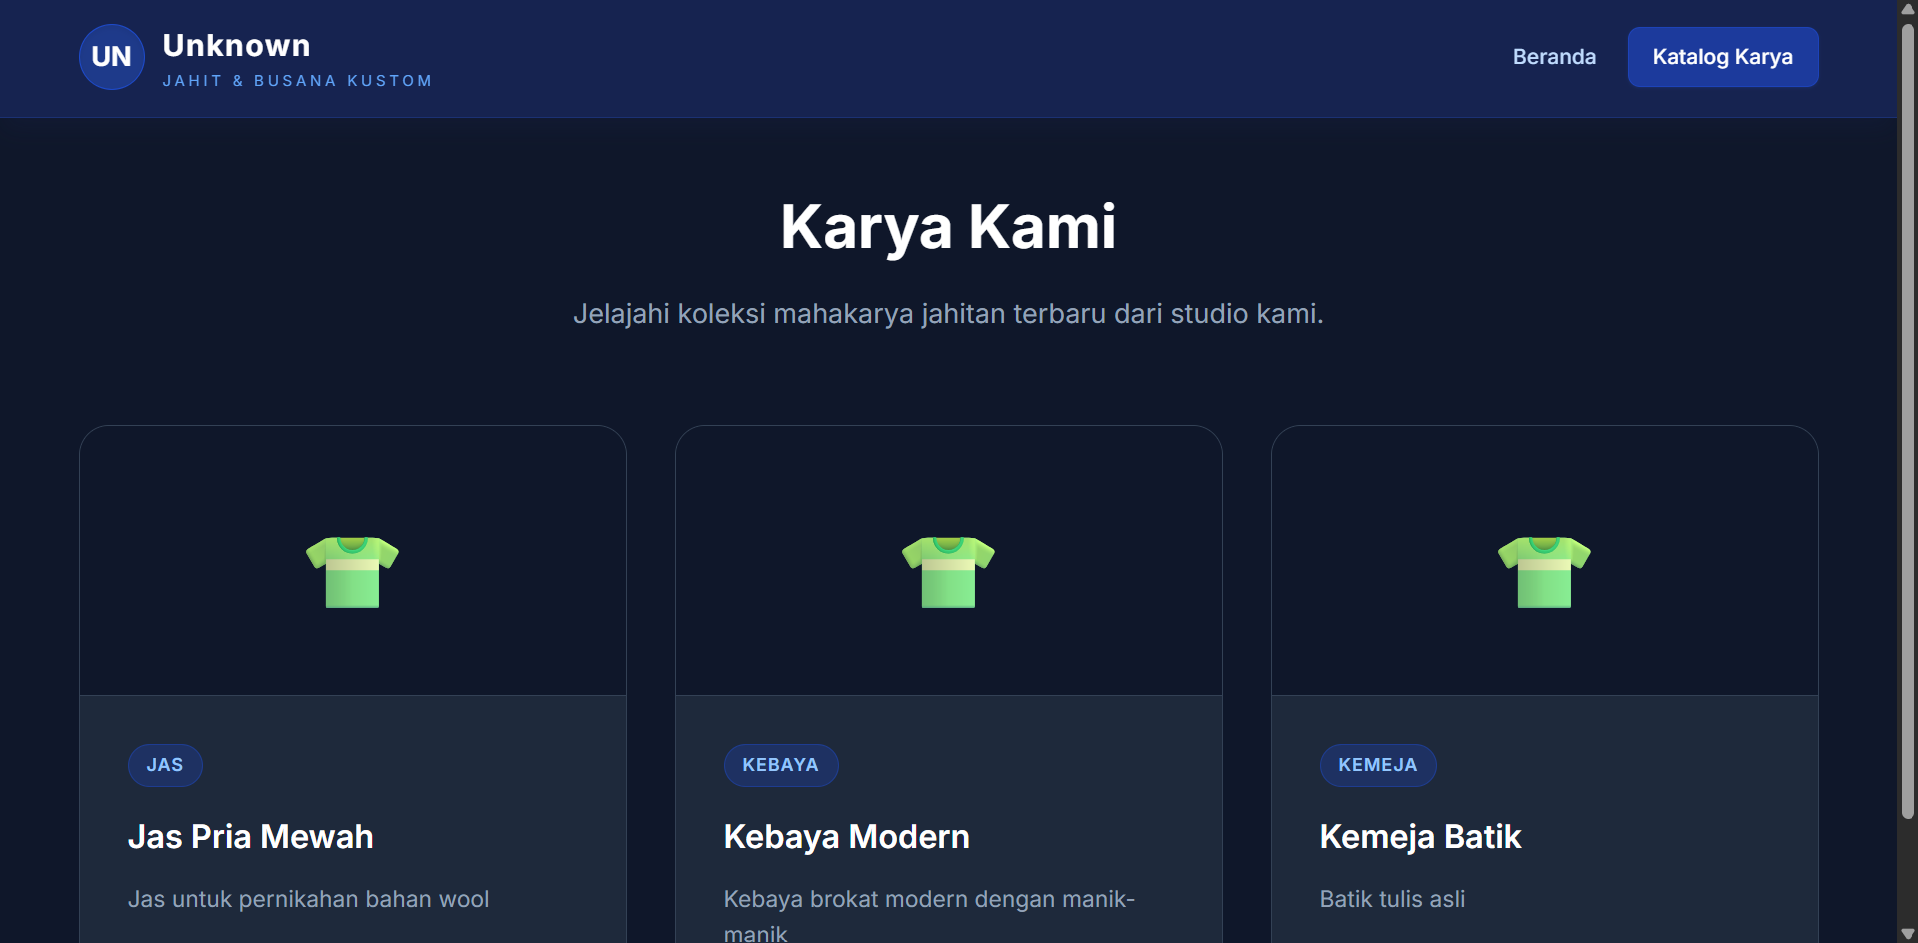 UN
Unknown
JAHIT & BUSANA KUSTOM
Beranda
Katalog Karya
Karya Kami
Jelajahi koleksi mahakarya jahitan terbaru dari studio kami.
JAS
Jas Pria Mewah
Jas untuk pernikahan bahan wool
KEBAYA
Kebaya Modern
Kebaya brokat modern dengan manik-
manik
KEMEJA
Kemeja Batik
Batik tulis asli